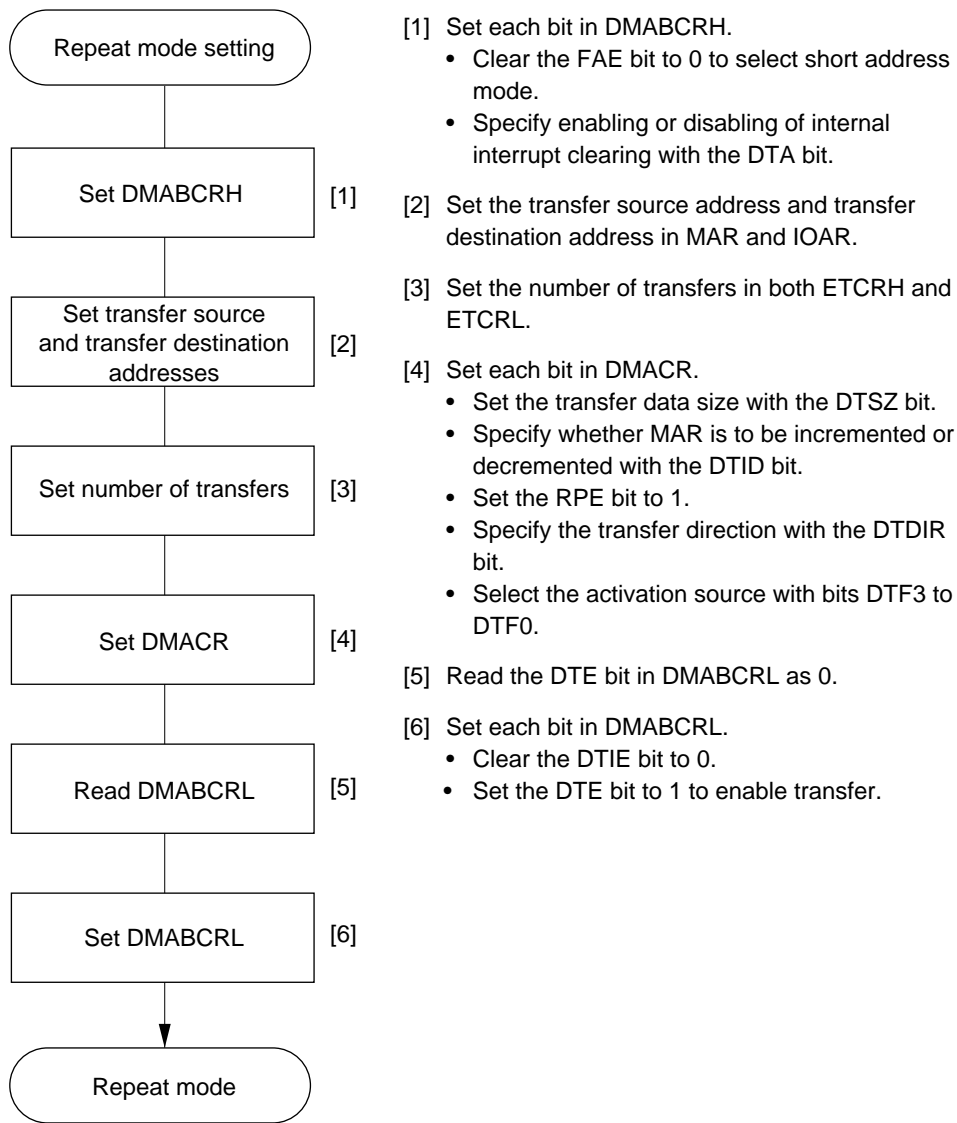 Repeat mode setting
Set DMABCRH
[1]
Set transfer source
and transfer destination
addresses
[2]
Set number of transfers
[3]
Set DMACR
[4]
Read DMABCRL
[5]
Set DMABCRL
[6]
Repeat mode
[1] Set each bit in DMABCRH.
• Clear the FAE bit to 0 to select short address
mode.
• Specify enabling or disabling of internal
interrupt clearing with the DTA bit.
[2] Set the transfer source address and transfer
destination address in MAR and IOAR.
[3] Set the number of transfers in both ETCRH and
ETCRL.
[4] Set each bit in DMACR.
• Set the transfer data size with the DTSZ bit.
• Specify whether MAR is to be incremented or
decremented with the DTID bit.
• Set the RPE bit to 1.
• Specify the transfer direction with the DTDIR
bit.
• Select the activation source with bits DTF3 to
DTF0.
[5] Read the DTE bit in DMABCRL as 0.
[6] Set each bit in DMABCRL.
• Clear the DTIE bit to 0.
• Set the DTE bit to 1 to enable transfer.